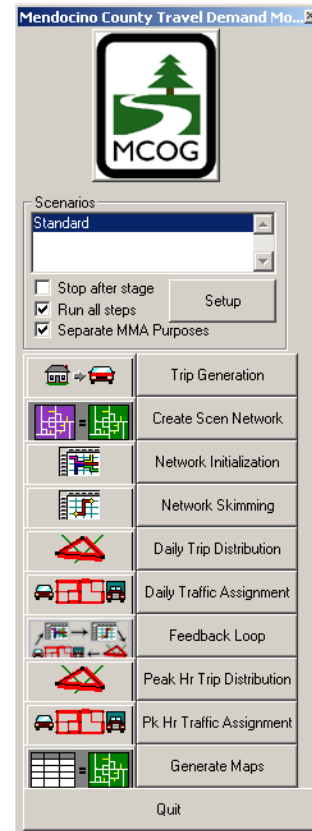 Mendocino County Travel Demand Mo...
MCOG
Scenarios
Standard
Stop after stage
Run all steps
Separate MMA Purposes
Setup
Trip Generation
Create Scen Network
Network Initialization
Network Skimming
Daily Trip Distribution
Daily Traffic Assignment
Feedback Loop
Peak Hr Trip Distribution
Pk Hr Traffic Assignment
Generate Maps
Quit